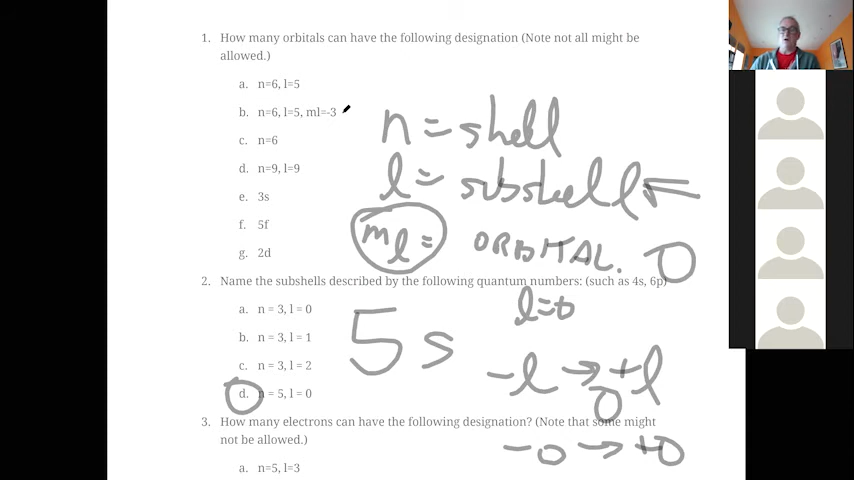 1. How many orbitals can have the following designation (Note not all might be
allowed.)
a. n=6, l=5
b. n=6, l=5, ml=-3
c. n=6
d. n=9, l=9
e. 3s
f. 5f
g. 2d
n = shell
l = subshell l =
ml = ORBITAL. 0
2. Name the subshells described by the following quantum numbers: (such as 4s, 6p)
a. n = 3, l = 0
b. n = 3, l = 1
c. n = 3, l = 2
d. n = 5, l = 0
l=0
5 s
-l → +l
0
-0 → +0
3. How many electrons can have the following designation? (Note that some might
not be allowed.)
a. n=5, l=3